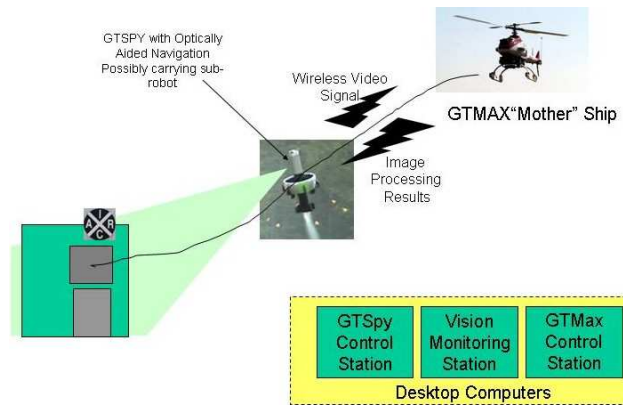 GTSPY with Optically
Aided Navigation
Possibly carrying sub-
robot
Wireless Video
Signal
GTMAX“Mother” Ship
Image
Processing
Results
I
A R
C
GTSpy
Control
Station
Vision
Monitoring
Station
GTMax
Control
Station
Desktop Computers